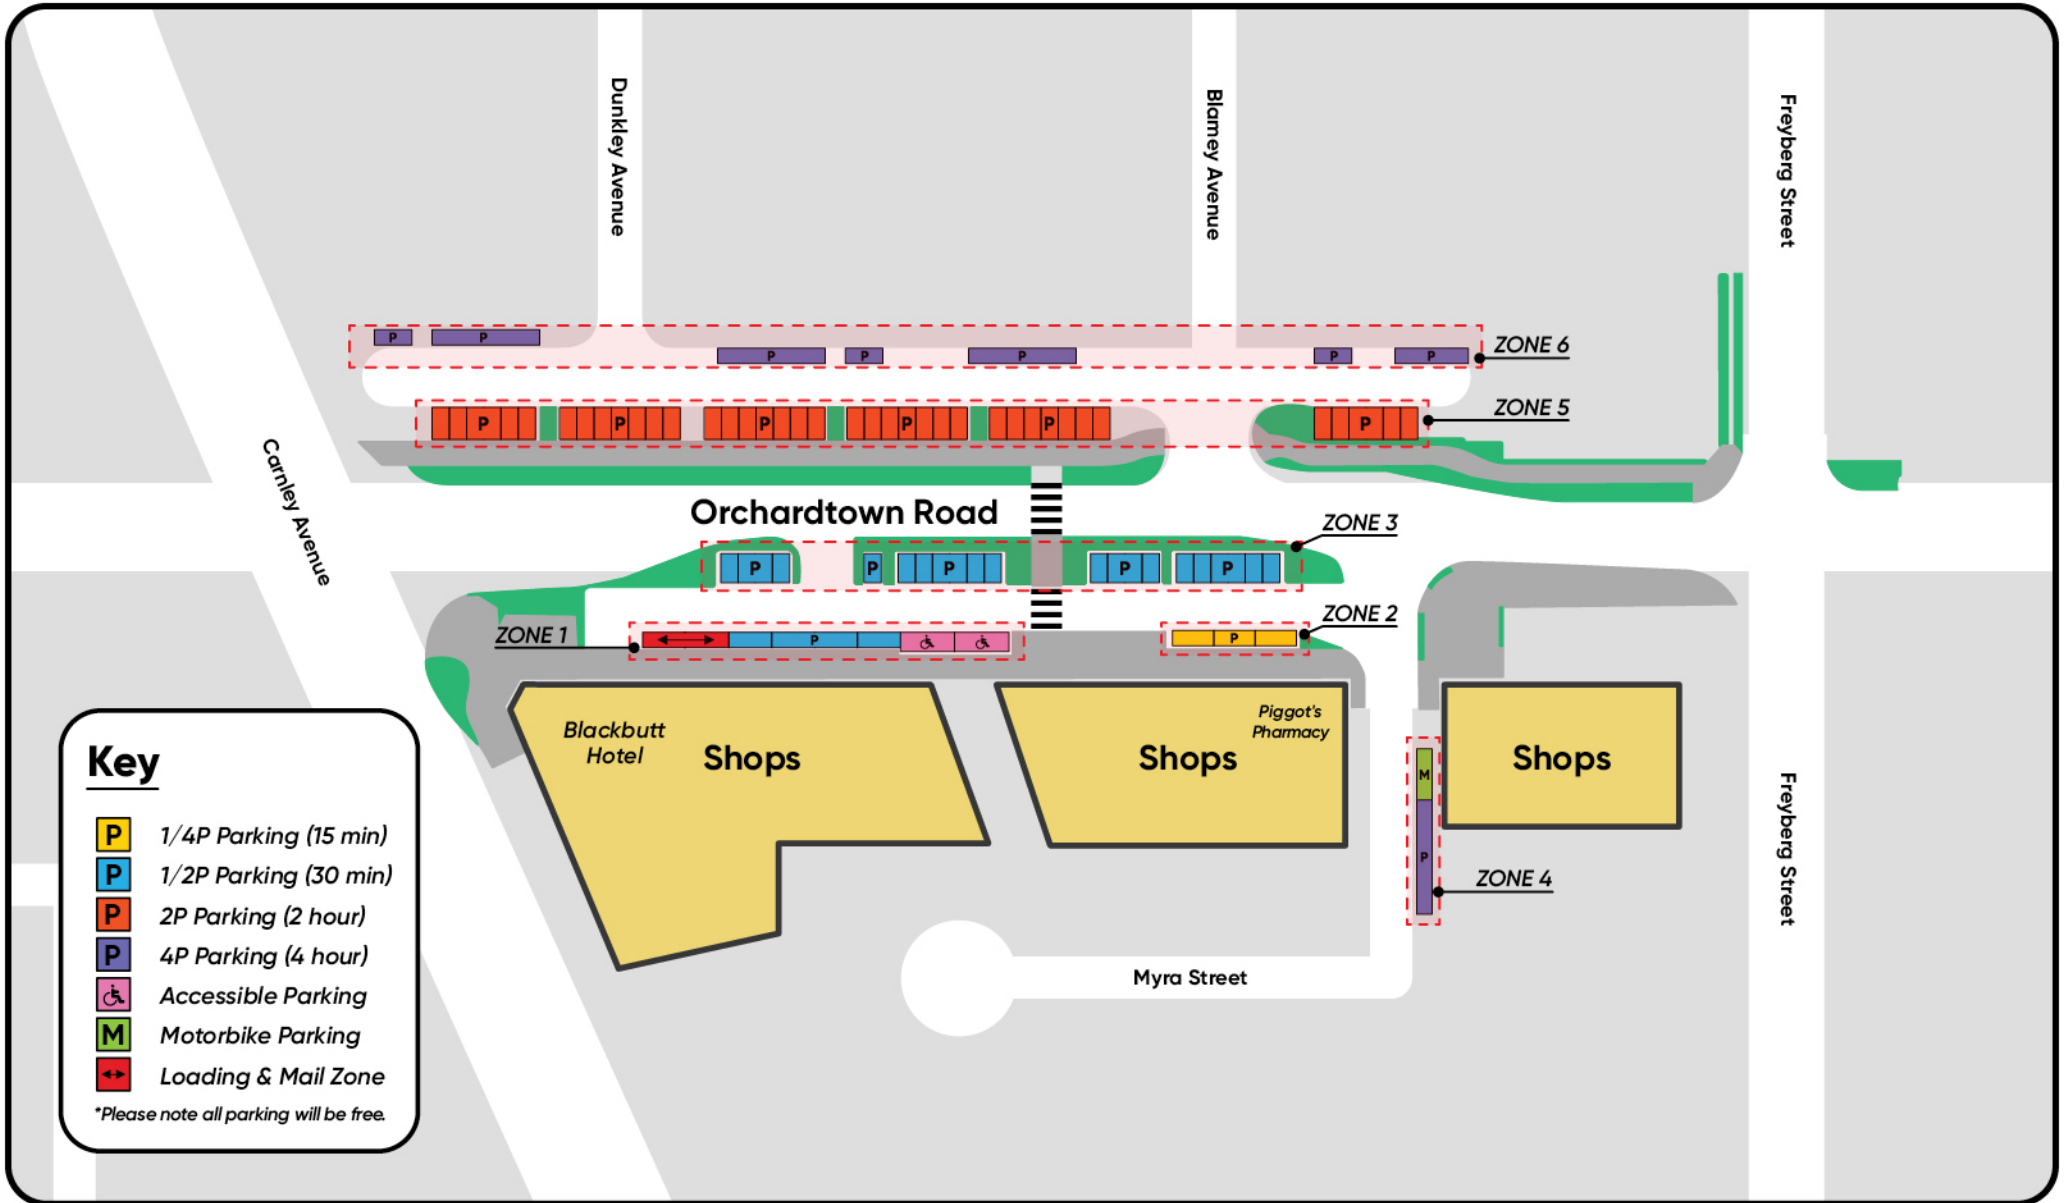 Dunkley Avenue
Blamey Avenue
Freyberg Street
P
P
P
P
P
P
P
ZONE 6
P
P
P
P
P
P
ZONE 5
Carnley Avenue
Orchardtown Road
ZONE 3
P
P
P
P
P
ZONE 1
P
ZONE 2
P
Blackbutt
Hotel
Shops
Piggot's
Pharmacy
Shops
Shops
M
P
ZONE 4
Freyberg Street
Myra Street
Key
P 1/4P Parking (15 min)
P 1/2P Parking (30 min)
P 2P Parking (2 hour)
P 4P Parking (4 hour)
Accessible Parking
M Motorbike Parking
Loading & Mail Zone
*Please note all parking will be free.